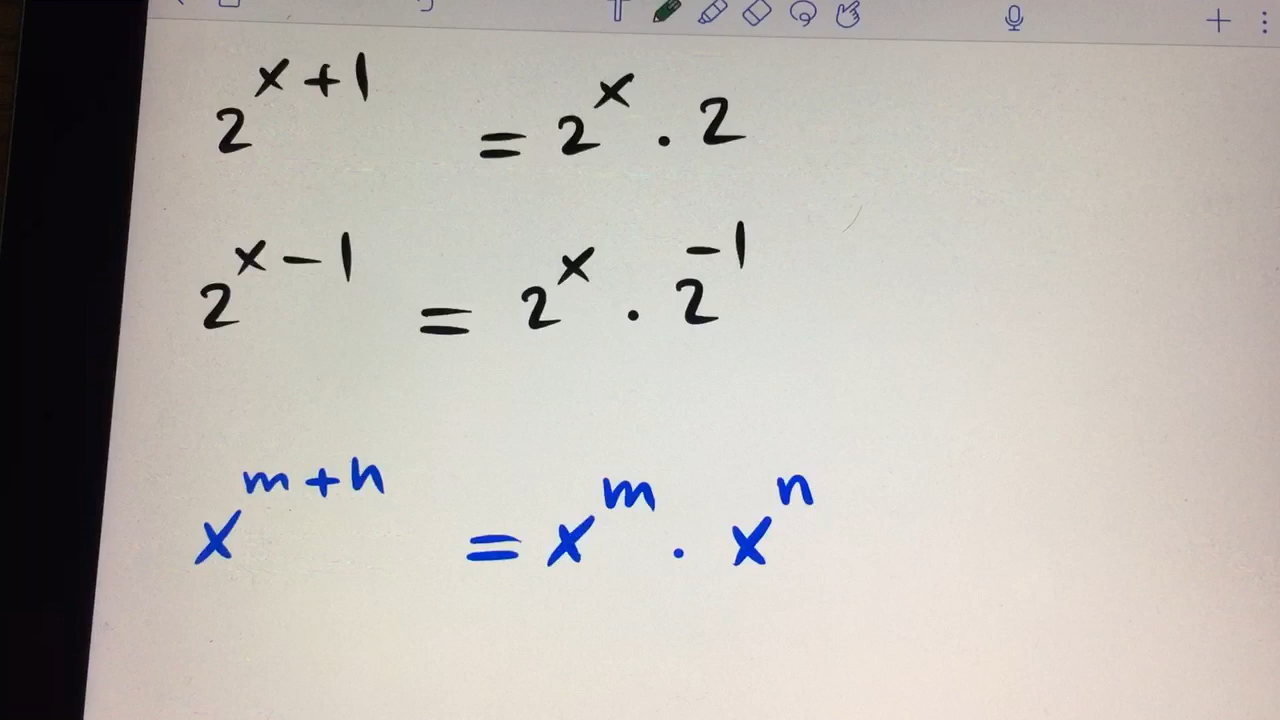 2^{x+1} = 2^x · 2
2^{x-1} = 2^x · 2^{-1}
x^{m+n} = x^m · x^n